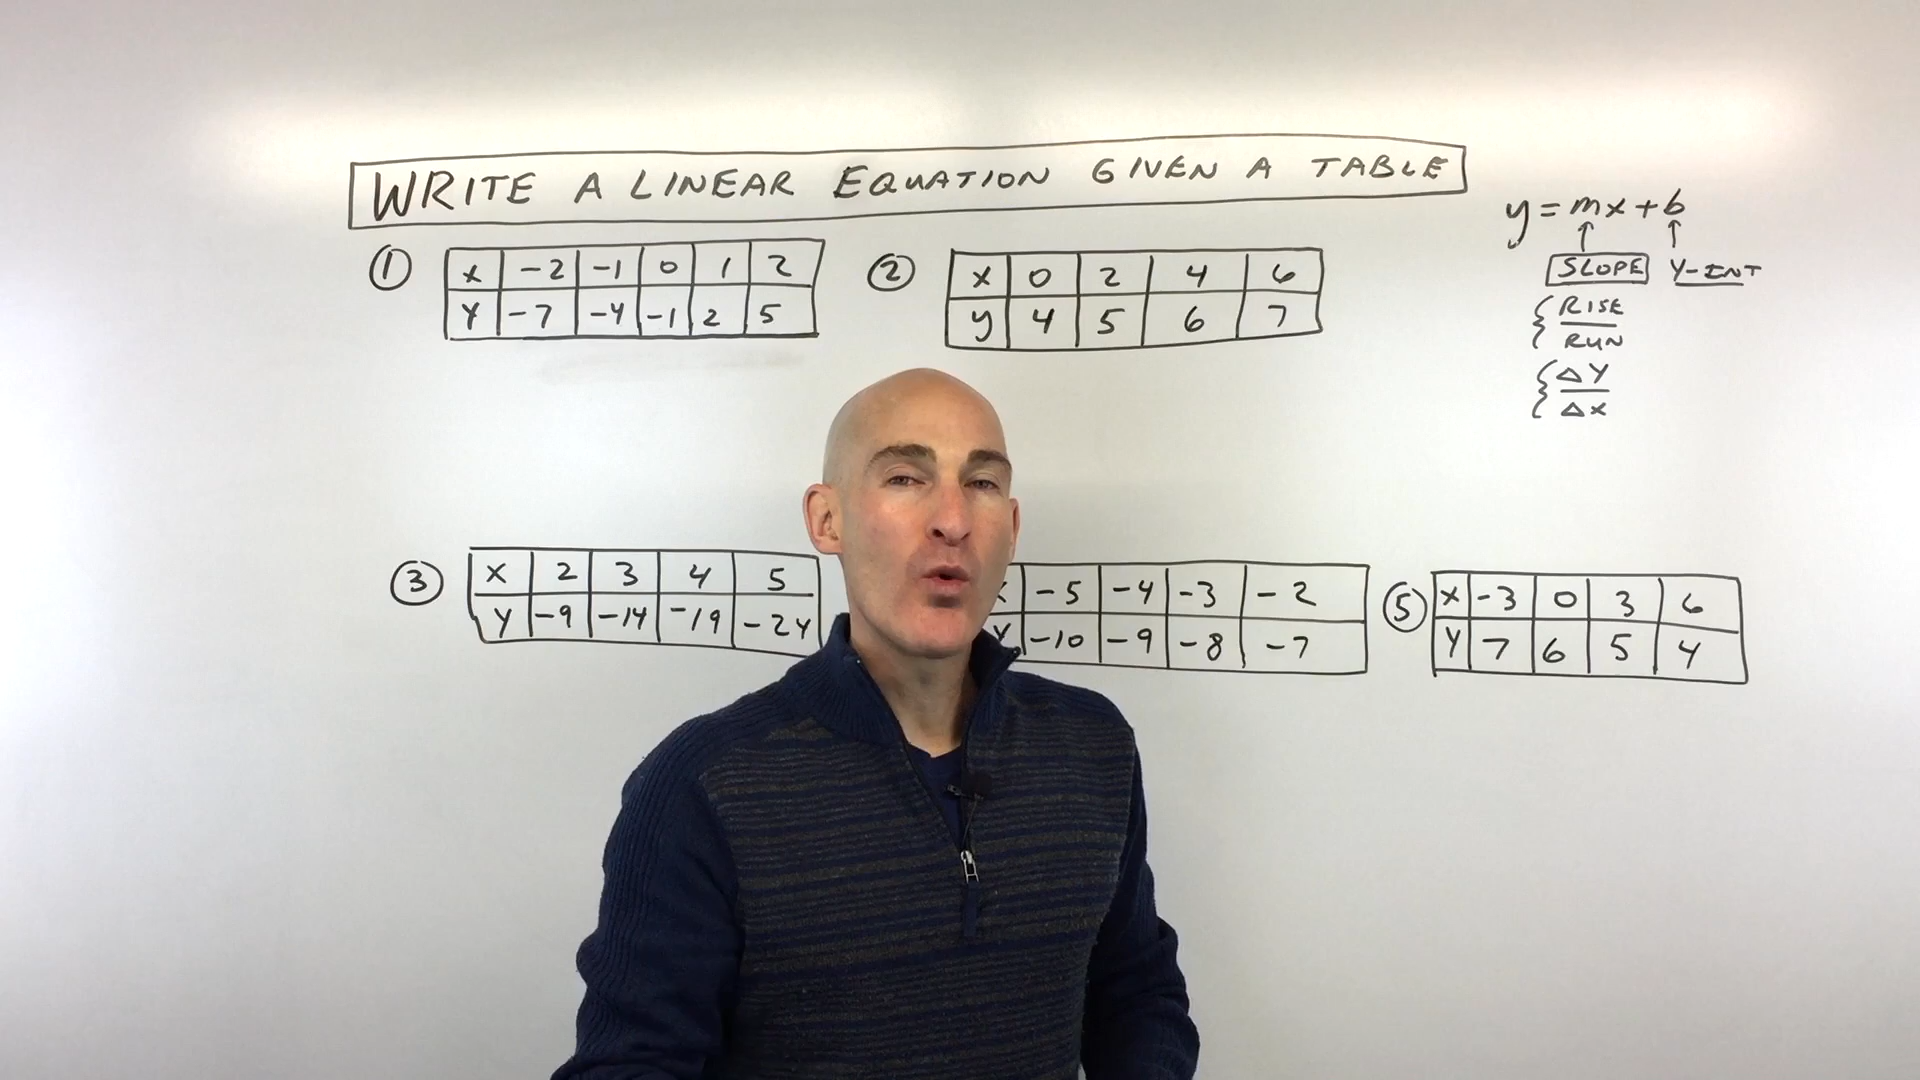 WRITE A LINEAR EQUATION GIVEN A TABLE
y = mx + b
SLOPE Y-INT
RISE
RUN
ΔY
Δx
① X -2 -1 0 1 2
Y -7 -4 -1 2 5
② X 0 2 4 6
y 4 5 6 7
③ X 2 3 4 5
Y -9 -14 -19 -24
X -5 -4 -3 -2
Y -10 -9 -8 -7
⑤ X -3 0 3 6
Y 7 6 5 4